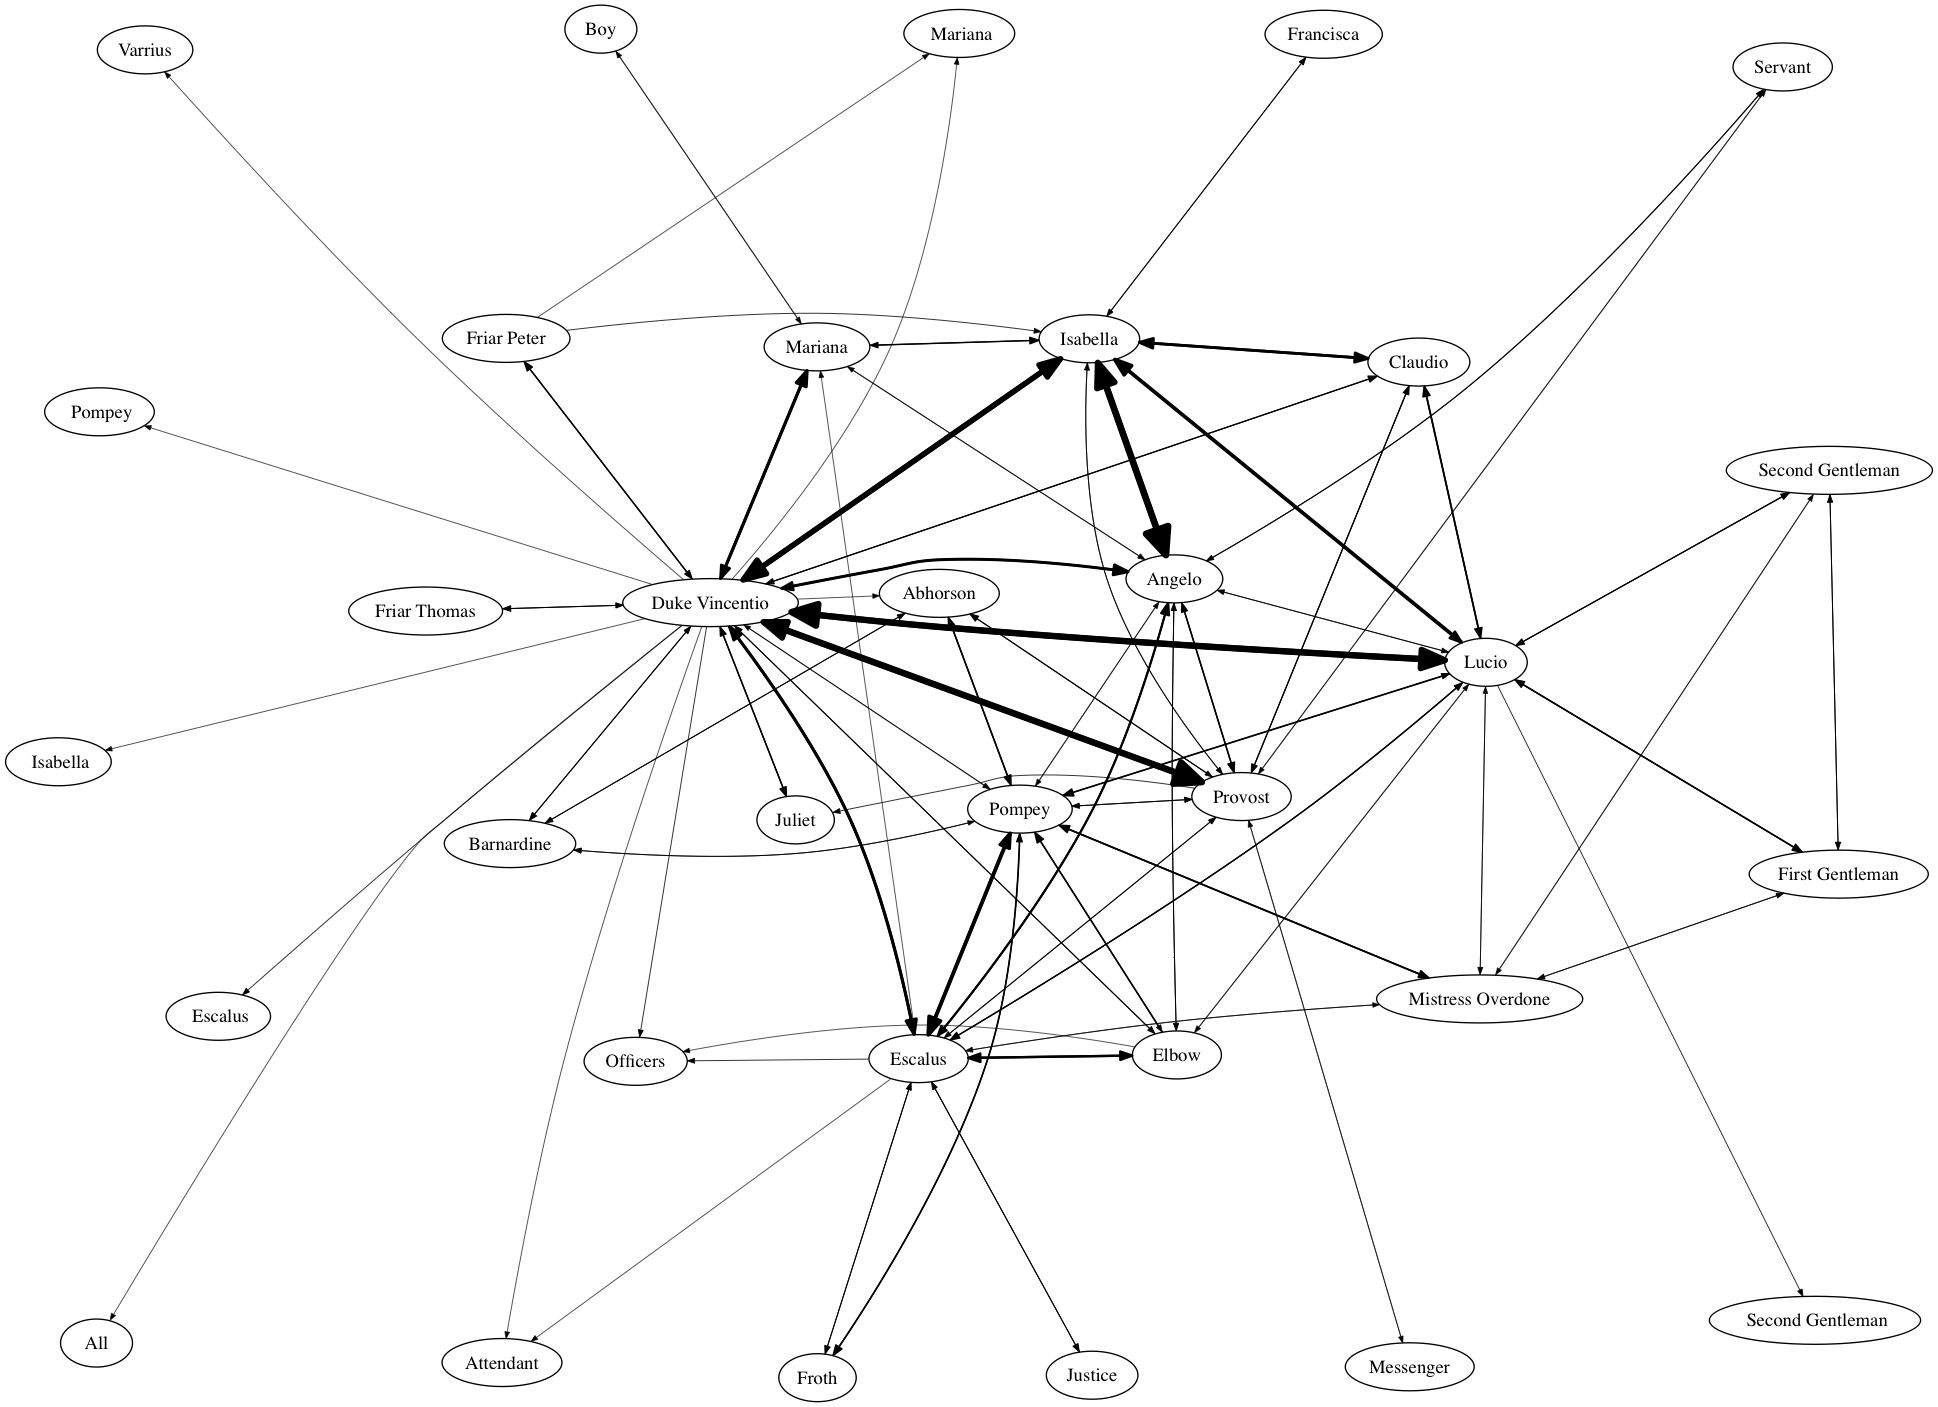 Boy
Mariana
Francisca
Varrius
Servant
Friar Peter
Mariana
Isabella
Claudio
Pompey
Second Gentleman
Angelo
Abhorson
Duke Vincentio
Friar Thomas
Lucio
Isabella
Provost
Pompey
Juliet
Barnardine
First Gentleman
Mistress Overdone
Escalus
Officers
Escalus
Elbow
Second Gentleman
All
Attendant
Messenger
Justice
Froth